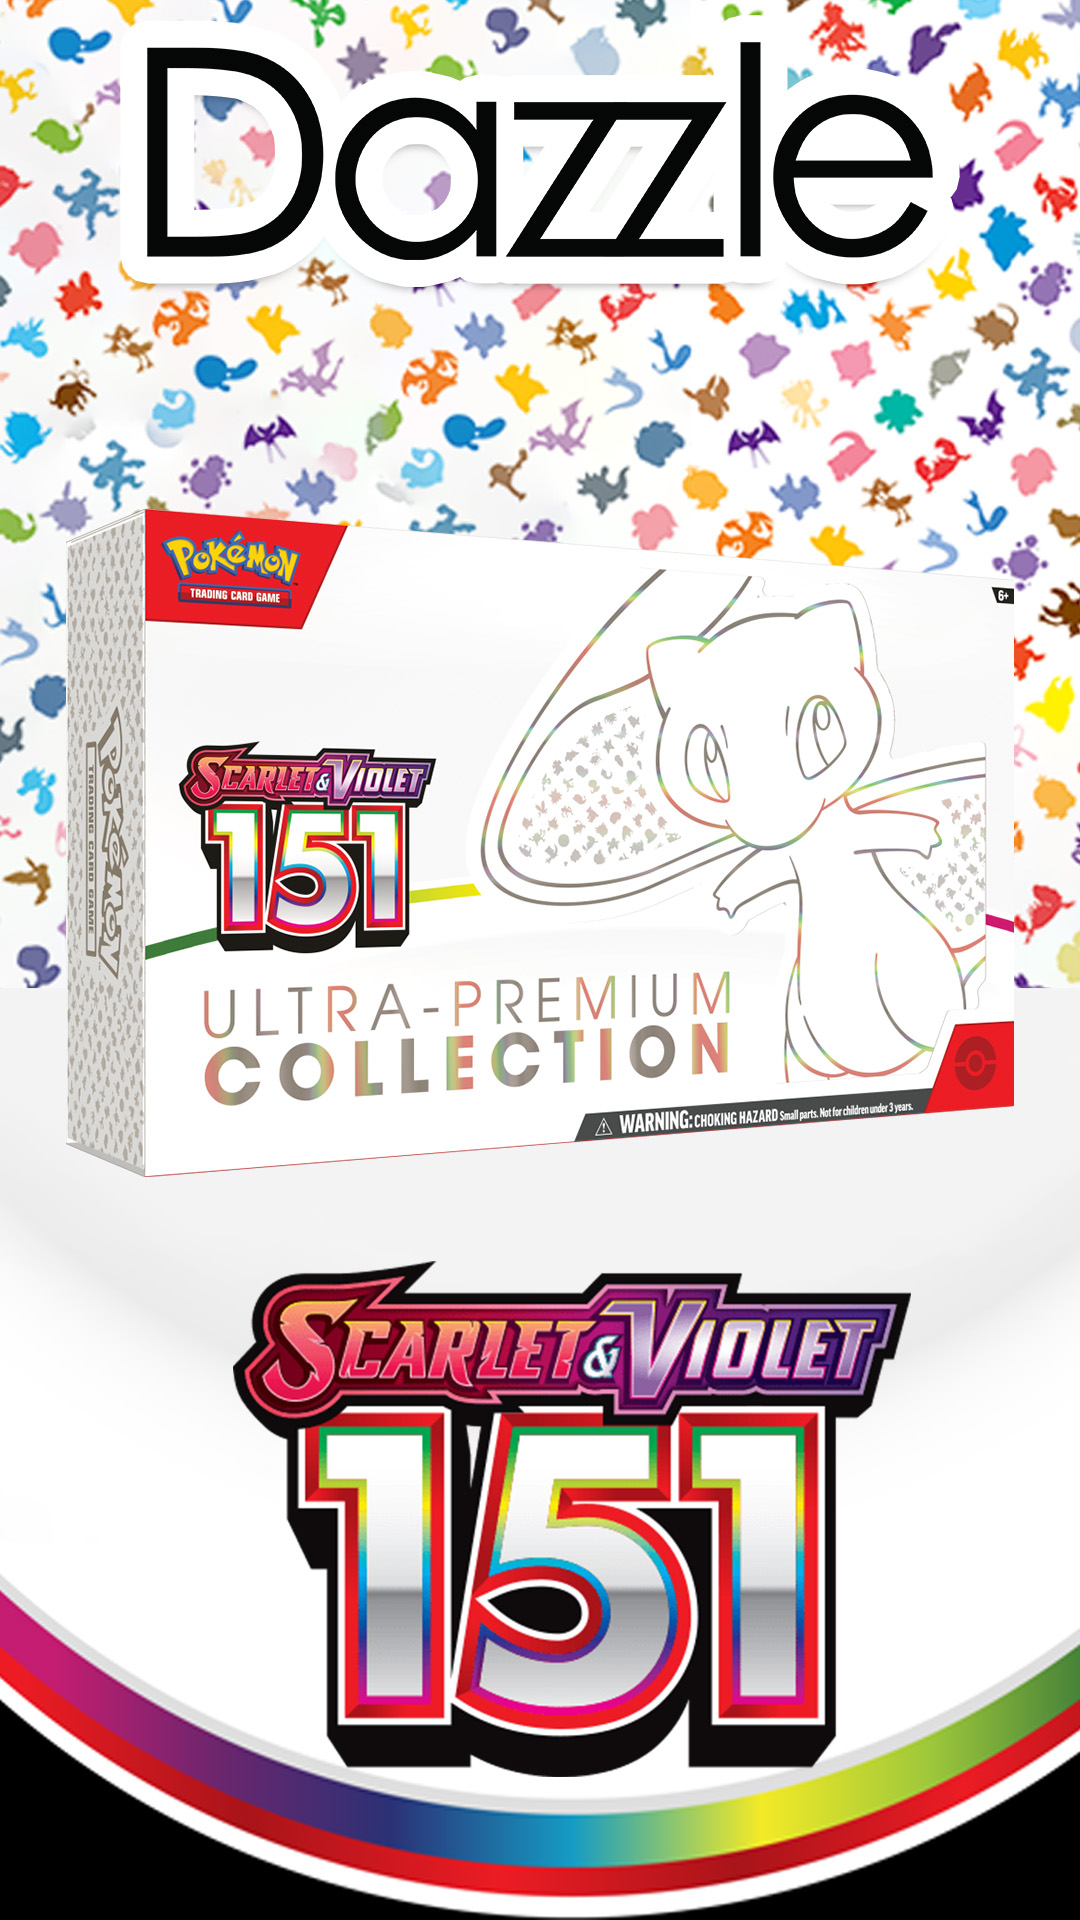 Dazzle
POKéMON
TRADING CARD GAME
6+
POKéMON
TRADING CARD GAME
SCARLET & VIOLET
151
ULTRA-PREMIUM
COLLECTION
WARNING: CHOKING HAZARD Small parts. Not for children under 3 years.
SCARLET & VIOLET
151